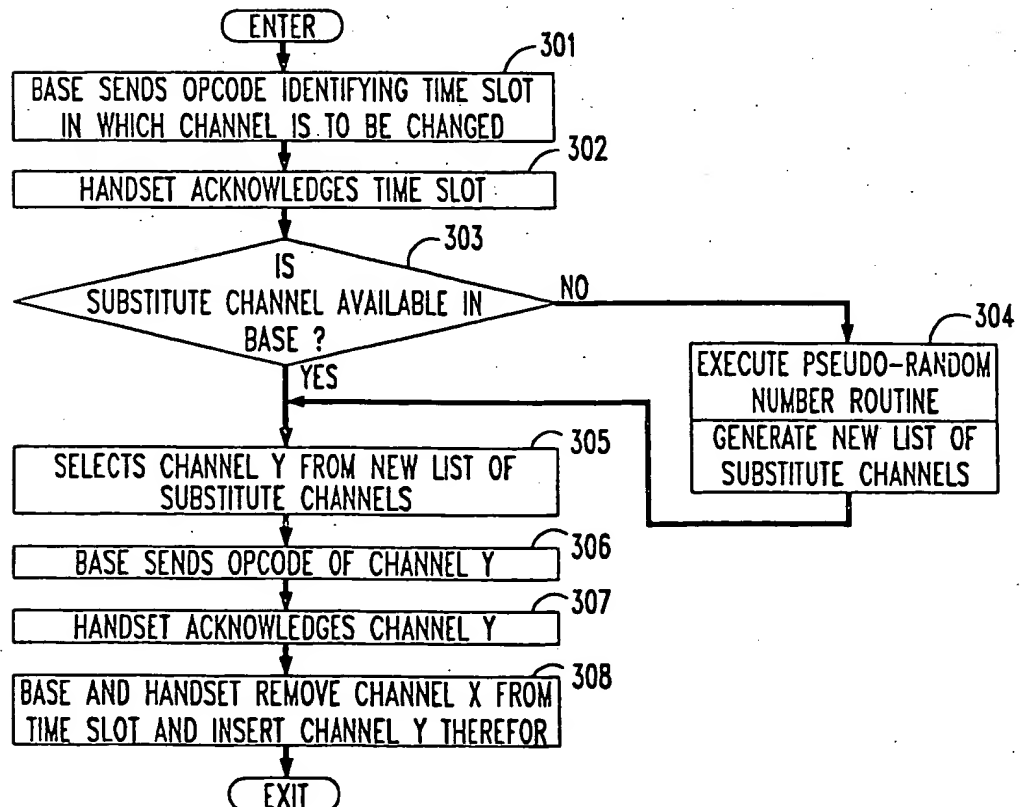 ENTER
301
BASE SENDS OPCODE IDENTIFYING TIME SLOT
IN WHICH CHANNEL IS TO BE CHANGED
302
HANDSET ACKNOWLEDGES TIME SLOT
303
IS
SUBSTITUTE CHANNEL AVAILABLE IN
BASE ?
NO
YES
304
EXECUTE PSEUDO-RANDOM
NUMBER ROUTINE
GENERATE NEW LIST OF
SUBSTITUTE CHANNELS
305
SELECTS CHANNEL Y FROM NEW LIST OF
SUBSTITUTE CHANNELS
306
BASE SENDS OPCODE OF CHANNEL Y
307
HANDSET ACKNOWLEDGES CHANNEL Y
308
BASE AND HANDSET REMOVE CHANNEL X FROM
TIME SLOT AND INSERT CHANNEL Y THEREFOR
EXIT